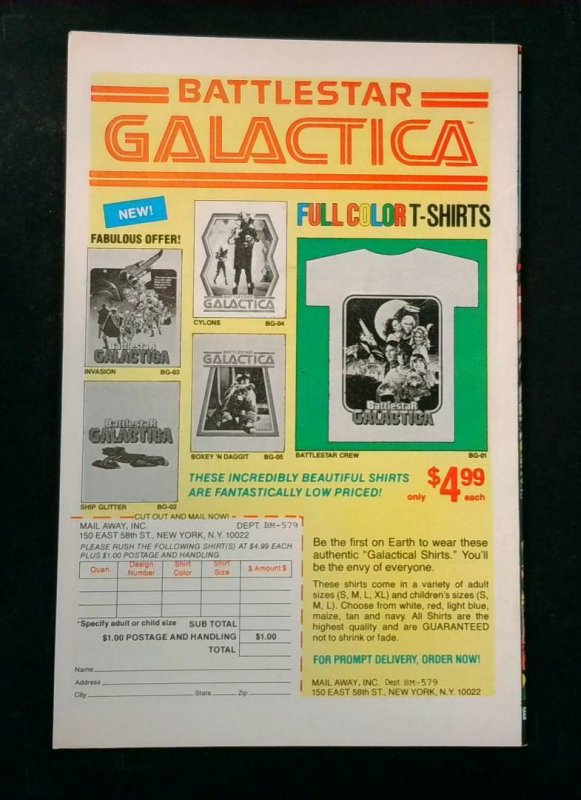 BATTLESTAR
GALACTICA™
NEW!
FABULOUS OFFER!
FULL COLOR T-SHIRTS
BATTLESTAR
GALACTICA
CYLONS BG-04
BattlestaR
GALACTICA
INVASION BG-03
BATTLESTAR
GALACTICA
BOXEY 'N DAGGIT BG-05
BattlestaR
GALACTICA
BATTLESTAR CREW BG-01
BattlestaR
GALACTICA
SHIP GLITTER BG-02
THESE INCREDIBLY BEAUTIFUL SHIRTS
ARE FANTASTICALLY LOW PRICED!
only $4.99 each
CUT OUT AND MAIL NOW!
MAIL AWAY, INC. DEPT. BM-579
150 EAST 58th ST., NEW YORK, N.Y. 10022
PLEASE RUSH THE FOLLOWING SHIRT(S) AT $4.99 EACH
PLUS $1.00 POSTAGE AND HANDLING.
Quan. Design Number Shirt Color Shirt Size $ Amount $
*Specify adult or child size SUB TOTAL
$1.00 POSTAGE AND HANDLING $1.00
TOTAL
Name
Address
City State Zip
Be the first on Earth to wear these
authentic "Galactical Shirts." You'll
be the envy of everyone.
These shirts come in a variety of adult
sizes (S, M, L, XL) and children's sizes (S,
M, L). Choose from white, red, light blue,
maize, tan and navy. All Shirts are the
highest quality and are GUARANTEED
not to shrink or fade.
FOR PROMPT DELIVERY, ORDER NOW!
MAIL AWAY, INC. Dept. BM-579
150 EAST 58th ST., NEW YORK, N.Y. 10022